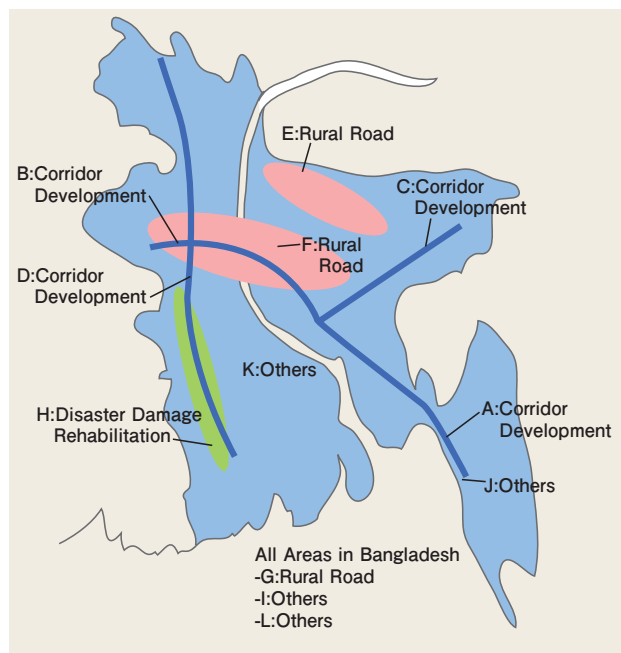 E:Rural Road
B:Corridor
Development
C:Corridor
Development
F:Rural
Road
D:Corridor
Development
K:Others
H:Disaster Damage
Rehabilitation
A:Corridor
Development
J:Others
All Areas in Bangladesh
-G:Rural Road
-I:Others
-L:Others